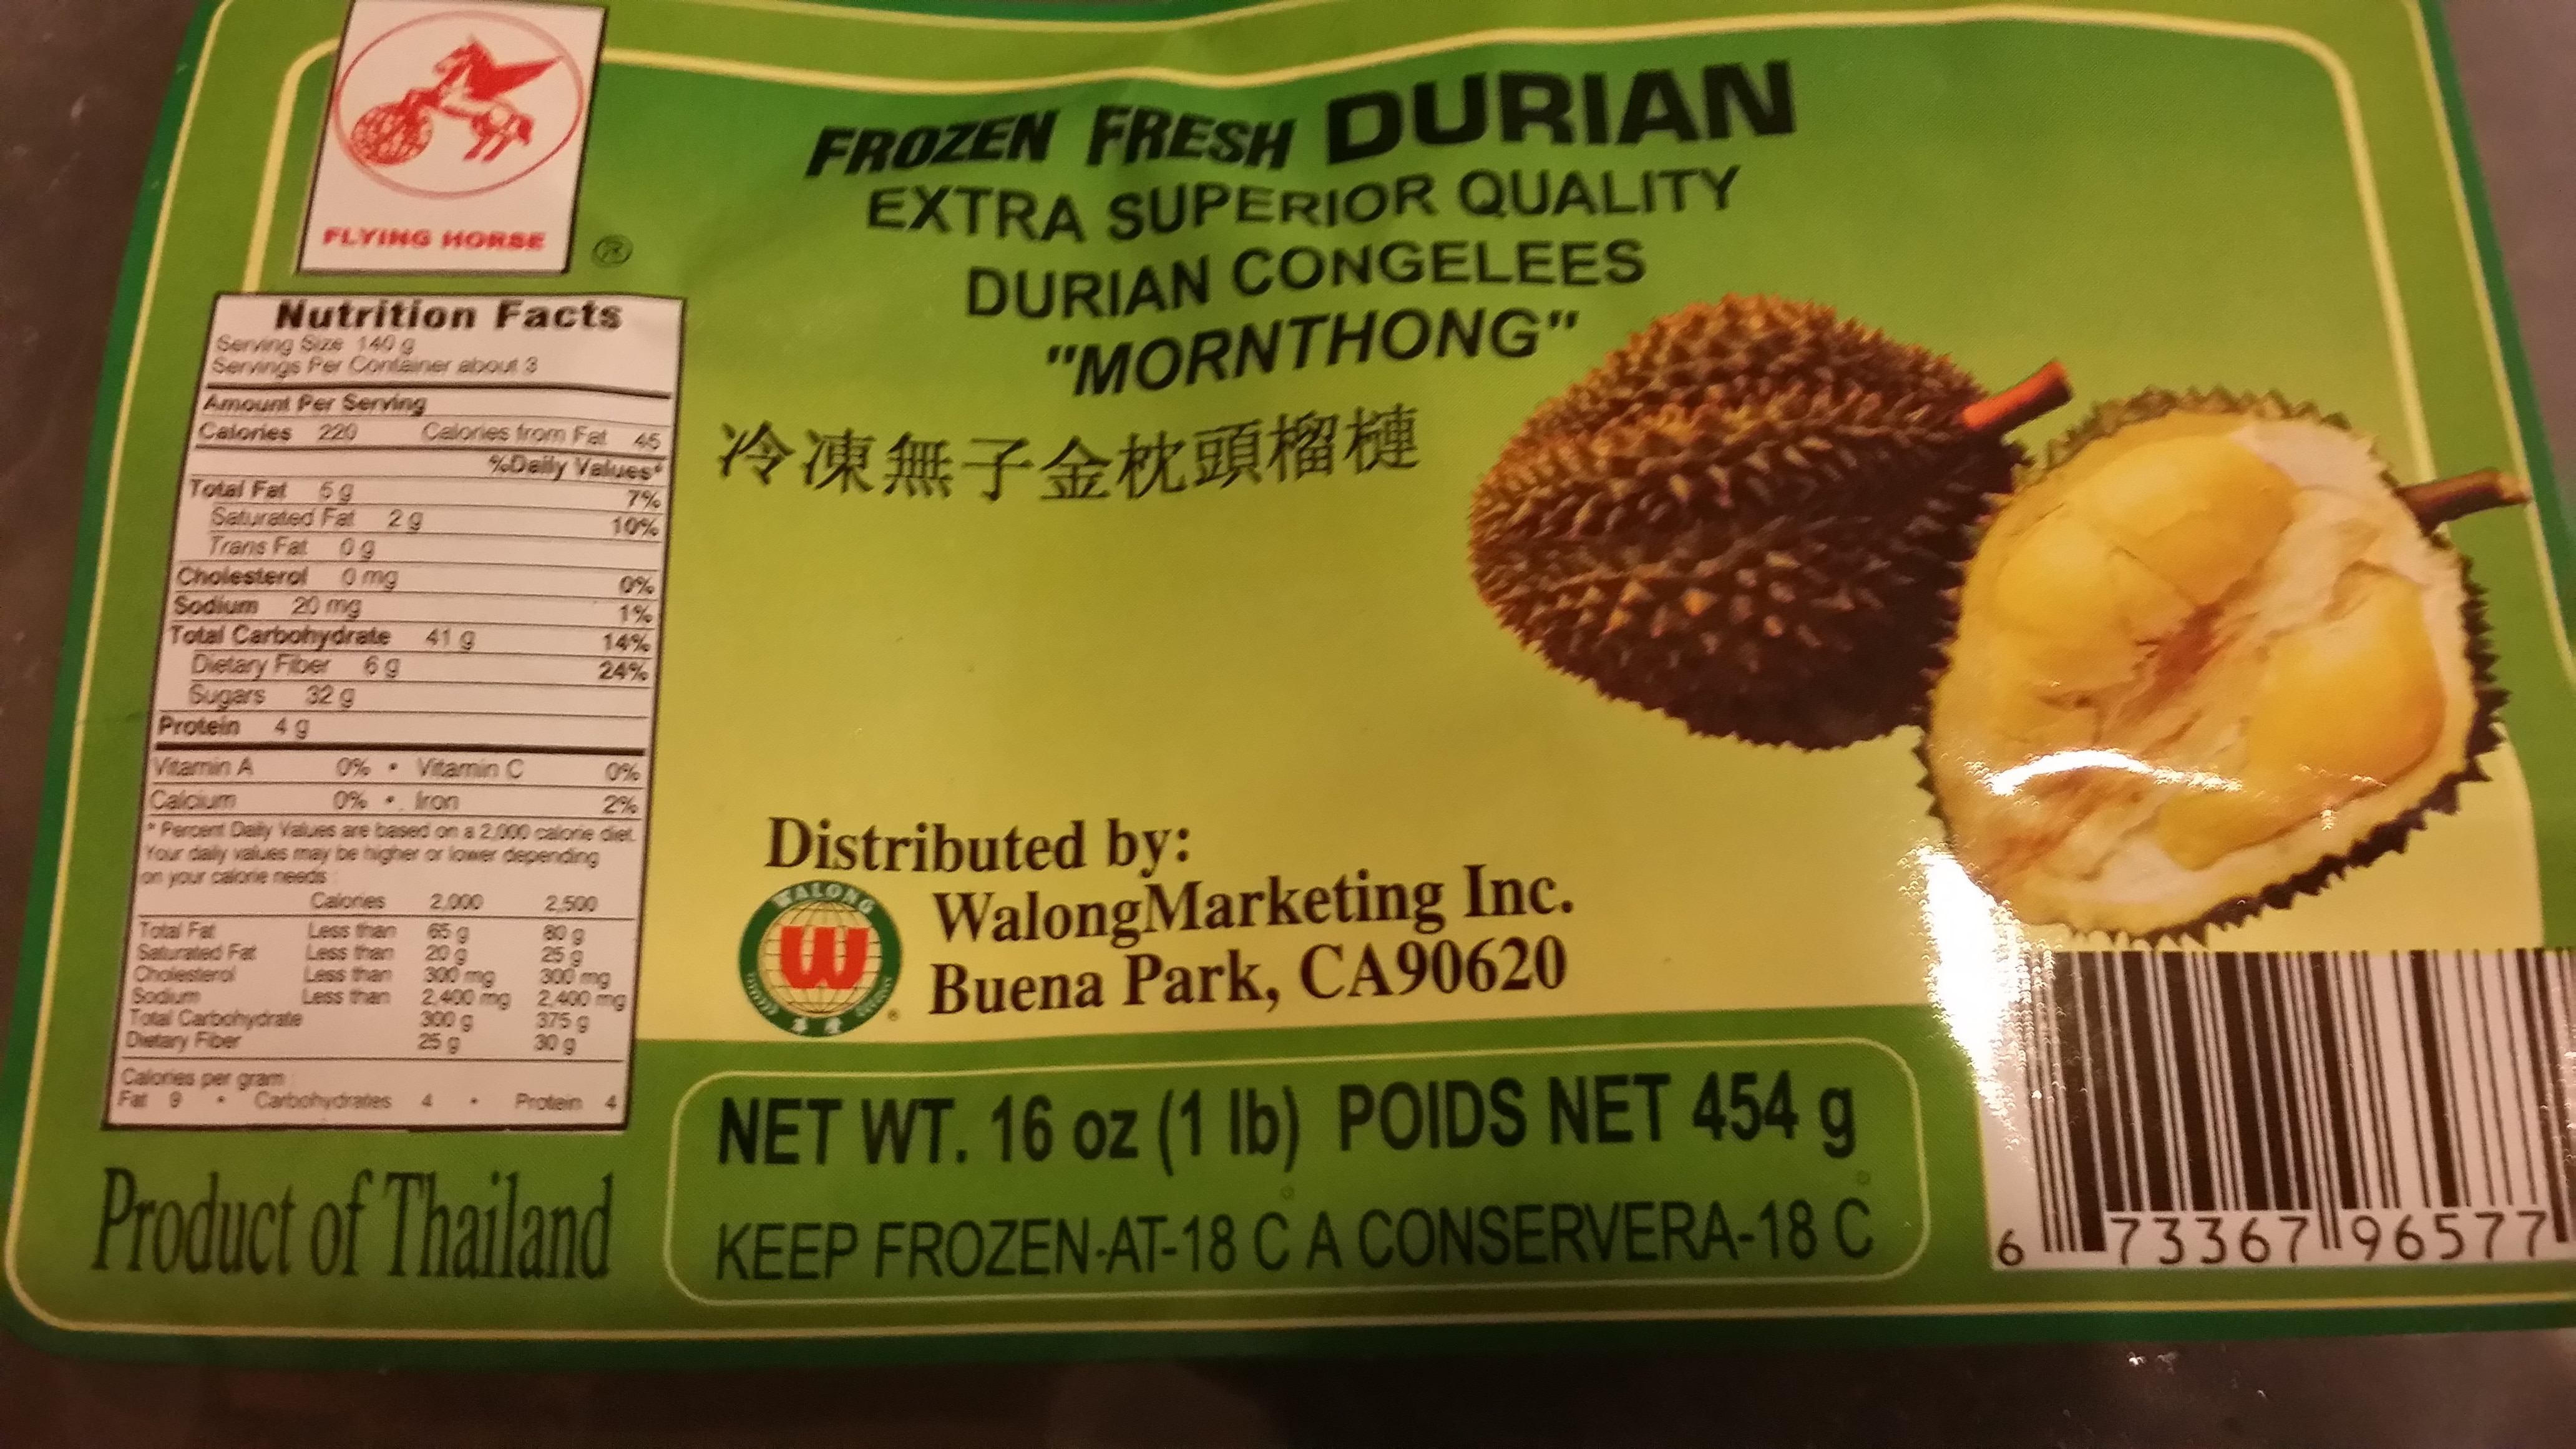 FLYING HORSE
®
Nutrition Facts
Serving Size 140 g
Servings Per Container about 3
Amount Per Serving
Calories 220 Calories from Fat 45
%Daily Values*
Total Fat 5 g 7%
Saturated Fat 2 g 10%
Trans Fat 0 g
Cholesterol 0 mg 0%
Sodium 20 mg 1%
Total Carbohydrate 41 g 14%
Dietary Fiber 6 g 24%
Sugars 32 g
Protein 4 g
Vitamin A 0% • Vitamin C 0%
Calcium 0% • Iron 2%
* Percent Daily Values are based on a 2,000 calorie diet.
Your daily values may be higher or lower depending
on your calorie needs :
Calories 2,000 2,500
Total Fat Less than 65 g 80 g
Saturated Fat Less than 20 g 25 g
Cholesterol Less than 300 mg 300 mg
Sodium Less than 2,400 mg 2,400 mg
Total Carbohydrate 300 g 375 g
Dietary Fiber 25 g 30 g
Calories per gram :
Fat 9 • Carbohydrates 4 • Protein 4
Product of Thailand
FROZEN FRESH DURIAN
EXTRA SUPERIOR QUALITY
DURIAN CONGELEES
"MORNTHONG"
冷凍無子金枕頭榴槤
Distributed by:
WALONG
W
WalongMarketing Inc.
Buena Park, CA90620
NET WT. 16 oz (1 lb) POIDS NET 454 g
KEEP FROZEN-AT-18 °C A CONSERVERA-18 °C
6 73367 96577